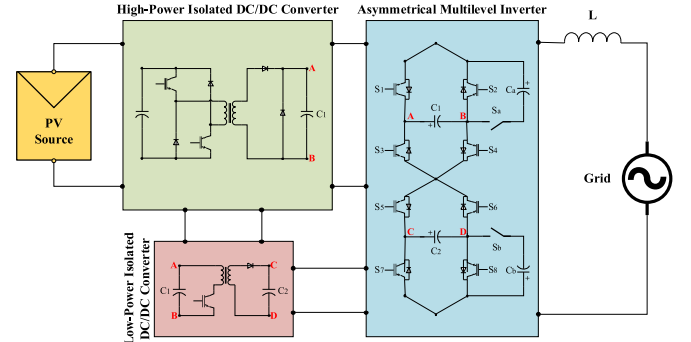 High-Power Isolated DC/DC Converter
Asymmetrical Multilevel Inverter
PV
Source
A
C1
B
S1
S2
Ca
Sa
C1
A
B
S3
S4
S5
S6
C
D
C2
Sb
Cb
S7
S8
L
Grid
Low-Power Isolated
DC/DC Converter
A
C
C1
C2
B
D